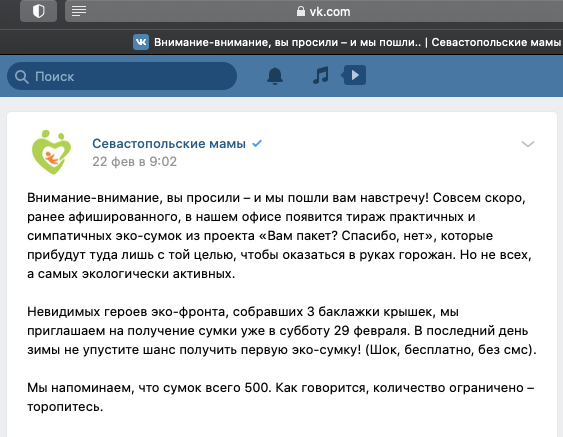 vk.com
Внимание-внимание, вы просили – и мы пошли.. | Севастопольские мамы
Поиск
Севастопольские мамы
22 фев в 9:02
Внимание-внимание, вы просили – и мы пошли вам навстречу! Совсем скоро,
ранее афишированного, в нашем офисе появится тираж практичных и
симпатичных эко-сумок из проекта «Вам пакет? Спасибо, нет», которые
прибудут туда лишь с той целью, чтобы оказаться в руках горожан. Но не всех,
а самых экологически активных.
Невидимых героев эко-фронта, собравших 3 баклажки крышек, мы
приглашаем на получение сумки уже в субботу 29 февраля. В последний день
зимы не упустите шанс получить первую эко-сумку! (Шок, бесплатно, без смс).
Мы напоминаем, что сумок всего 500. Как говорится, количество ограничено –
торопитесь.